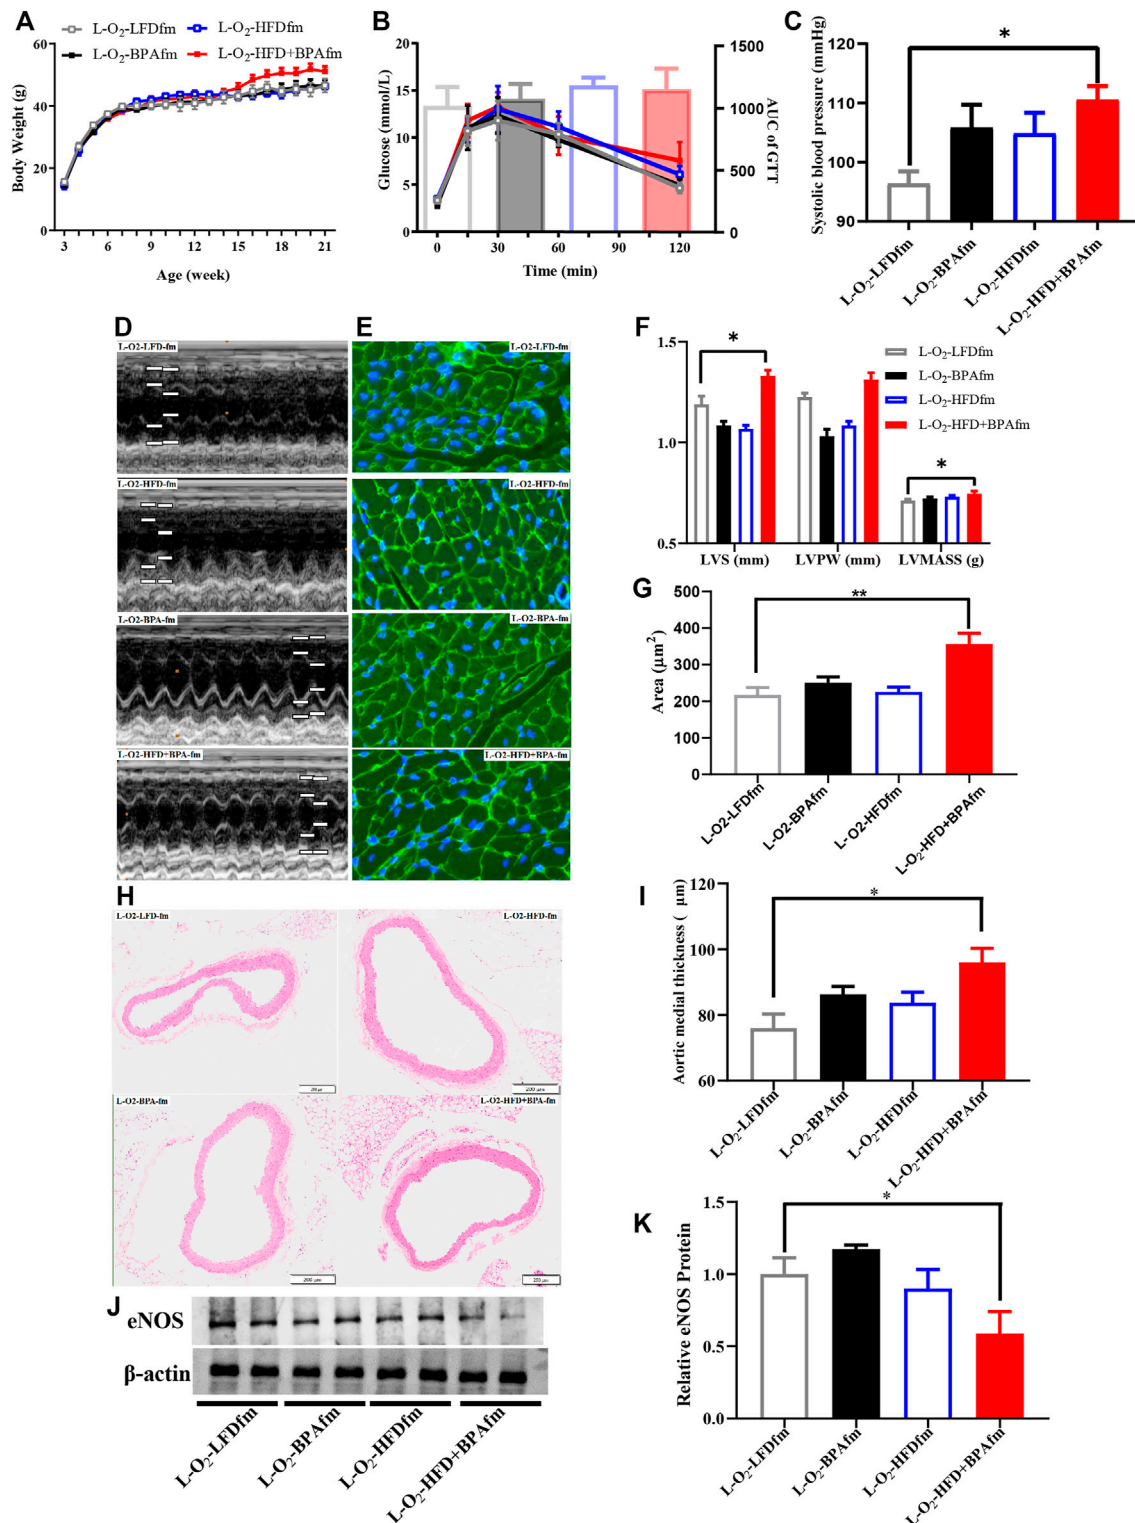 A
L-O₂-LFDfm
L-O₂-HFDfm
L-O₂-BPAfm
L-O₂-HFD+BPAfm
Body Weight (g)
60
40
20
0
3
6
9
12
15
18
21
Age (week)
B
Glucose (mmol/L)
20
15
10
5
0
0
30
60
90
120
Time (min)
1500
1000
500
0
AUC of GTT
C
Systolic blood pressure (mmHg)
120
110
100
90
*
L-O₂-LFDfm
L-O₂-BPAfm
L-O₂-HFDfm
L-O₂-HFD+BPAfm
D
L-O2-LFD-fm
L-O2-HFD-fm
L-O2-BPA-fm
L-O2-HFD+BPA-fm
E
L-O2-LFD-fm
L-O2-HFD-fm
L-O2-BPA-fm
L-O2-HFD+BPA-fm
F
1.5
1.0
0.5
*
*
LVS (mm)
LVPW (mm)
LVMASS (g)
L-O₂-LFDfm
L-O₂-BPAfm
L-O₂-HFDfm
L-O₂-HFD+BPAfm
G
Area (μm²)
500
400
300
200
100
0
**
L-O2-LFDfm
L-O2-BPAfm
L-O2-HFDfm
L-O₂-HFD+BPAfm
H
L-O2-LFD-fm
L-O2-HFD-fm
200 μm
L-O2-BPA-fm
L-O2-HFD+BPA-fm
200 μm
200 μm
I
Aortic medial thickness ( μm)
120
100
80
60
*
L-O₂-LFDfm
L-O₂-BPAfm
L-O₂-HFDfm
L-O₂-HFD+BPAfm
J
eNOS
β-actin
L-O₂-LFDfm
L-O₂-BPAfm
L-O₂-HFDfm
L-O₂-HFD+BPAfm
K
Relative eNOS Protein
1.5
1.0
0.5
0.0
*
L-O₂-LFDfm
L-O₂-BPAfm
L-O₂-HFDfm
L-O₂-HFD+BPAfm